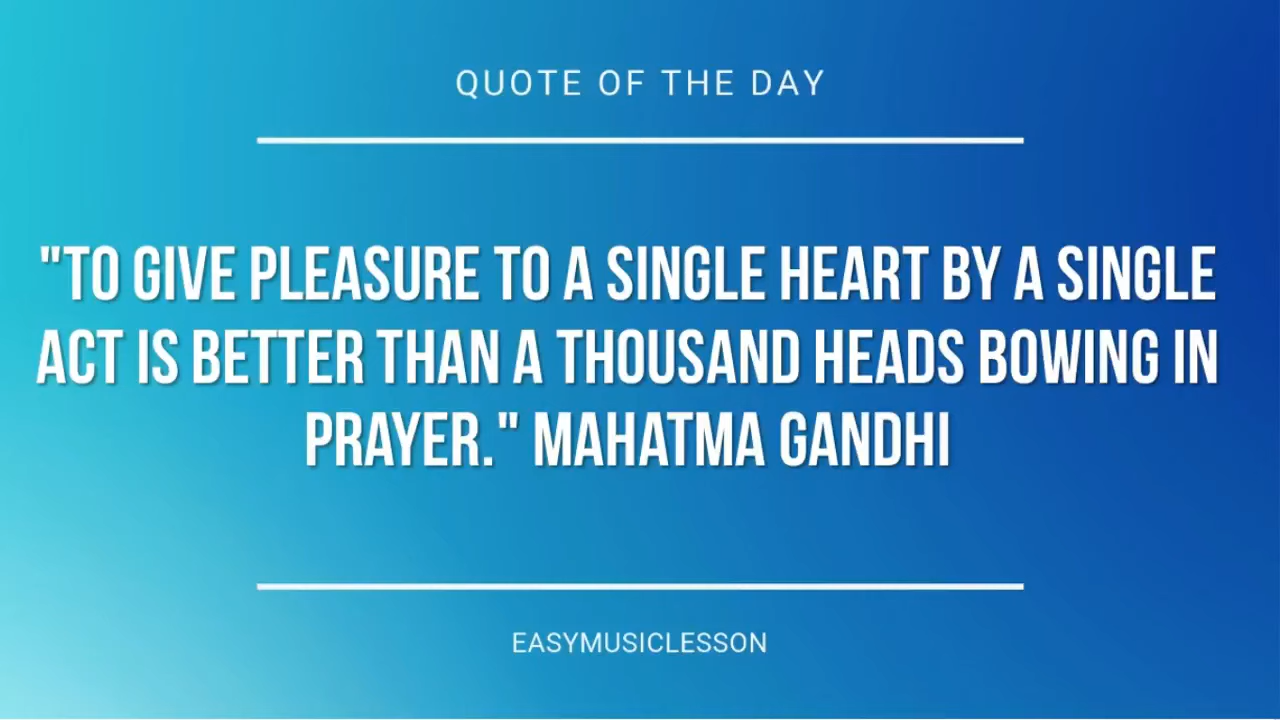 QUOTE OF THE DAY
"TO GIVE PLEASURE TO A SINGLE HEART BY A SINGLE
ACT IS BETTER THAN A THOUSAND HEADS BOWING IN
PRAYER." MAHATMA GANDHI
EASYMUSICLESSON